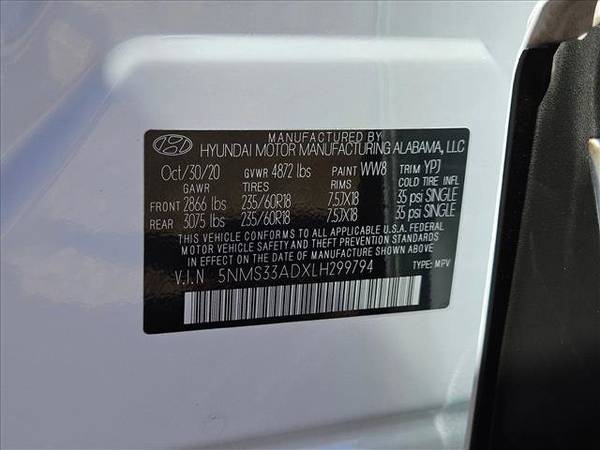 MANUFACTURED BY
HYUNDAI MOTOR MANUFACTURING ALABAMA, LLC
Oct/30/20 GVWR 4872 lbs PAINT WW8 TRIM YPJ
GAWR TIRES RIMS COLD TIRE INFL
FRONT 2866 lbs 235/60R18 7.5JX18 35 psi SINGLE
REAR 3075 lbs 235/60R18 7.5JX18 35 psi SINGLE
THIS VEHICLE CONFORMS TO ALL APPLICABLE U.S.A. FEDERAL
MOTOR VEHICLE SAFETY AND THEFT PREVENTION STANDARDS
IN EFFECT ON THE DATE OF MANUFACTURE SHOWN ABOVE.
V.I.N 5NMS33ADXLH299794 TYPE: MPV